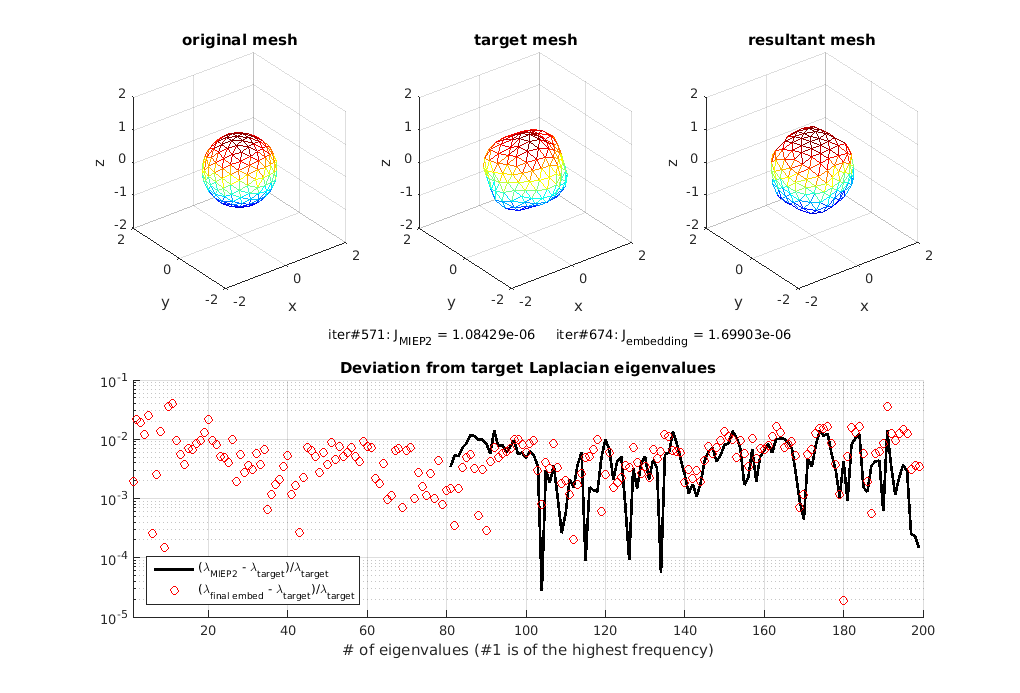 original mesh
target mesh
resultant mesh
2
1
0
-1
-2
z
2
0
-2
y
-2
0
2
x
2
1
0
-1
-2
z
2
0
-2
y
-2
0
2
x
2
1
0
-1
-2
z
2
0
-2
y
-2
0
2
x
iter#571: J_MIEP2 = 1.08429e-06 iter#674: J_embedding = 1.69903e-06
Deviation from target Laplacian eigenvalues
10^-1
10^-2
10^-3
10^-4
10^-5
(λ_MIEP2 - λ_target)/λ_target
(λ_final embed - λ_target)/λ_target
20 40 60 80 100 120 140 160 180 200
# of eigenvalues (#1 is of the highest frequency)